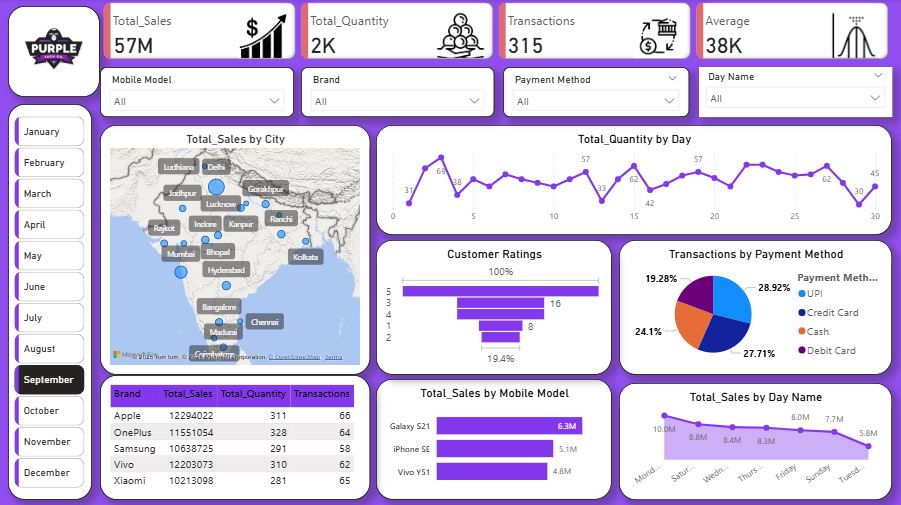 PURPLE
TECH CO.
Total_Sales
57M
Total_Quantity
2K
Transactions
315
Average
38K
Mobile Model
All
Brand
All
Payment Method
All
Day Name
All
January
February
March
April
May
June
July
August
September
October
November
December
Total_Sales by City
Ludhiana
Delhi
Gorakhpur
Jodhpur
Lucknow
Rajkot
Indore
Kanpur
Ranchi
Mumbai
Bhopal
Kolkata
Hyderabad
Bangalore
Chennai
Madurai
Coimbatore
© OpenStreetMap Terms
Total_Quantity by Day
57
57
69
31
38
33
62
42
62
30
45
0
5
10
15
20
25
30
Customer Ratings
100%
5
3
16
4
1
8
2
19.4%
Transactions by Payment Method
19.28%
28.92%
24.1%
27.71%
Payment Meth...
UPI
Credit Card
Cash
Debit Card
Brand Total_Sales Total_Quantity Transactions
Apple 12294022 311 66
OnePlus 11551054 328 64
Samsung 10638725 291 58
Vivo 12203073 310 62
Xiaomi 10213098 281 65
Total_Sales by Mobile Model
Galaxy S21 6.3M
iPhone SE 5.1M
Vivo Y51 4.8M
Total_Sales by Day Name
10.0M
8.8M
8.4M
8.3M
8.0M
7.7M
5.8M
Mond...
Satur...
Wedn...
Thurs...
Friday
Sunday
Tuesd...